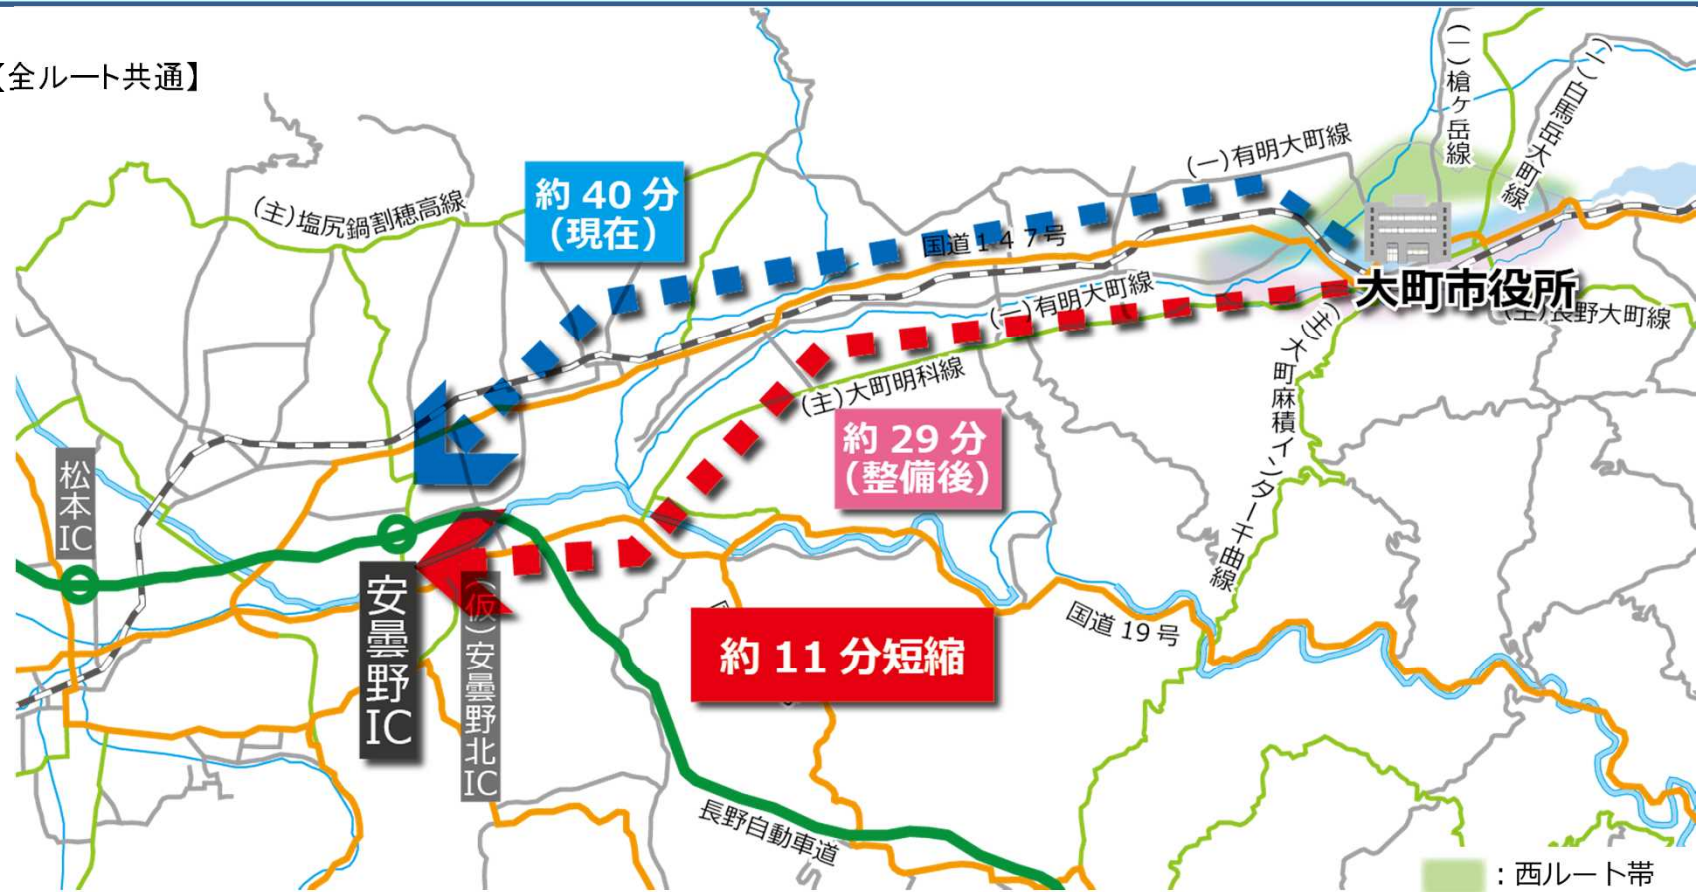 【全ルート共通】
(一)槍ヶ岳線
(一)白馬岳大町線
(一)有明大町線
約 40 分
(現在)
(主)塩尻鍋割穂高線
国道147号
大町市役所
(一)有明大町線
(主)長野大町線
(主)大町麻積インター千曲線
(主)大町明科線
約 29 分
(整備後)
松本IC
安曇野IC
(仮)安曇野北IC
国道 19 号
約 11 分短縮
長野自動車道
:西ルート帯